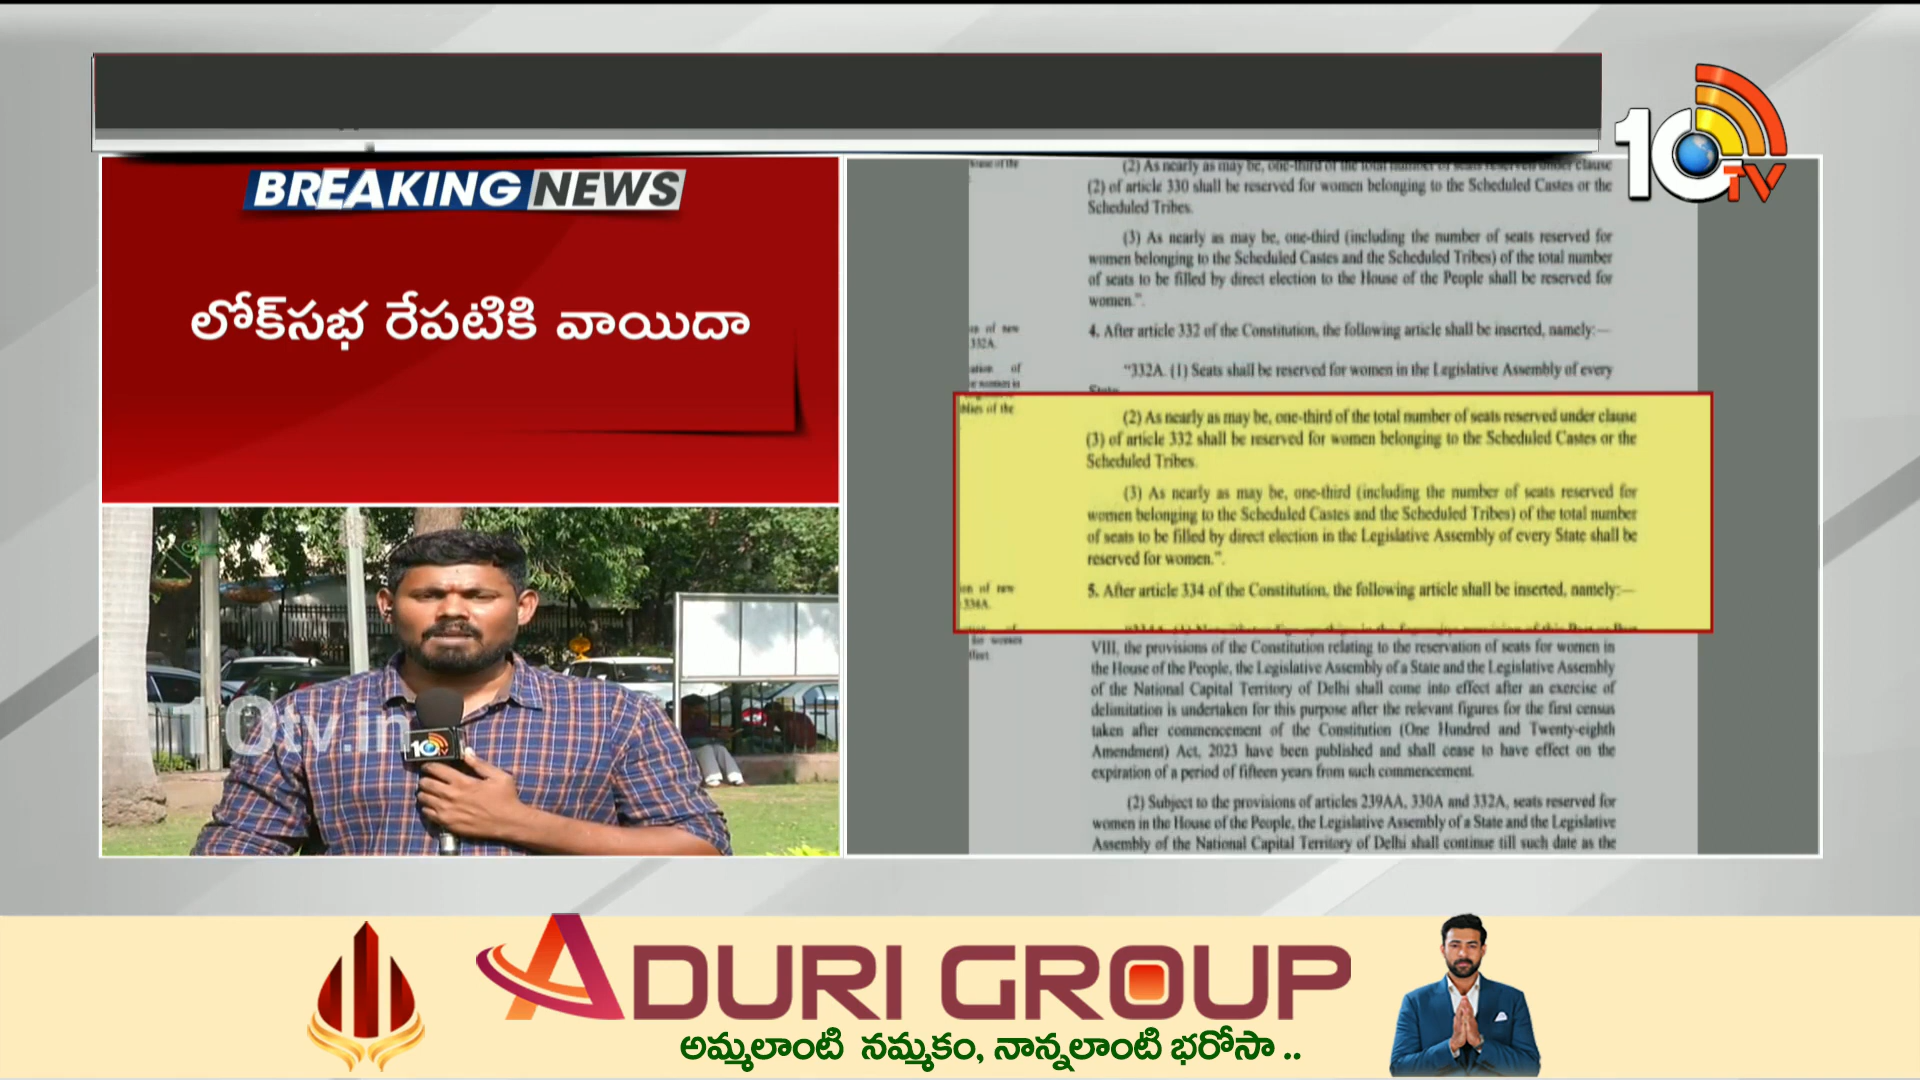 10TV
BREAKING NEWS
లోక్‌సభ రేపటికి వాయిదా
(2) As nearly as may be, one-third of the total number of seats reserved under clause
(2) of article 330 shall be reserved for women belonging to the Scheduled Castes or the
Scheduled Tribes.
(3) As nearly as may be, one-third (including the number of seats reserved for
women belonging to the Scheduled Castes and the Scheduled Tribes) of the total number
of seats to be filled by direct election to the House of the People shall be reserved for
women.".
of new
332A.
4. After article 332 of the Constitution, the following article shall be inserted, namely:—
"332A. (1) Seats shall be reserved for women in the Legislative Assembly of every
State.
of the
(2) As nearly as may be, one-third of the total number of seats reserved under clause
(3) of article 332 shall be reserved for women belonging to the Scheduled Castes or the
Scheduled Tribes.
(3) As nearly as may be, one-third (including the number of seats reserved for
women belonging to the Scheduled Castes and the Scheduled Tribes) of the total number
of seats to be filled by direct election in the Legislative Assembly of every State shall be
reserved for women.".
of new
334A.
5. After article 334 of the Constitution, the following article shall be inserted, namely:—
VIII, the provisions of the Constitution relating to the reservation of seats for women in
the House of the People, the Legislative Assembly of a State and the Legislative Assembly
of the National Capital Territory of Delhi shall come into effect after an exercise of
delimitation is undertaken for this purpose after the relevant figures for the first census
taken after commencement of the Constitution (One Hundred and Twenty-eighth
Amendment) Act, 2023 have been published and shall cease to have effect on the
expiration of a period of fifteen years from such commencement.
(2) Subject to the provisions of articles 239AA, 330A and 332A, seats reserved for
women in the House of the People, the Legislative Assembly of a State and the Legislative
Assembly of the National Capital Territory of Delhi shall continue till such date as the
10tv.in
10TV
ADURI GROUP
అమ్మలాంటి నమ్మకం, నాన్నలాంటి భరోసా ..